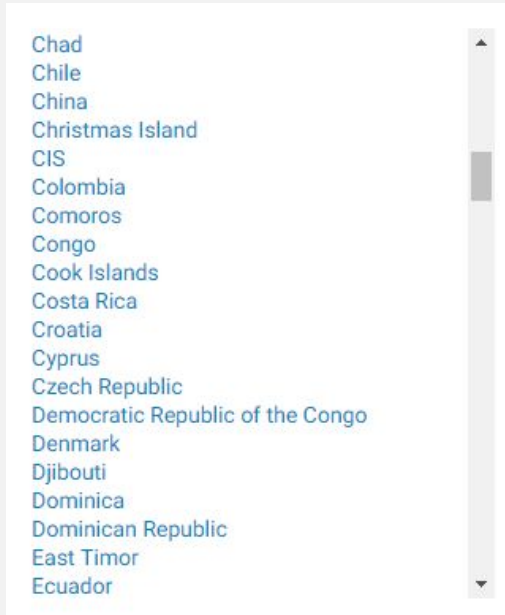 Chad
Chile
China
Christmas Island
CIS
Colombia
Comoros
Congo
Cook Islands
Costa Rica
Croatia
Cyprus
Czech Republic
Democratic Republic of the Congo
Denmark
Djibouti
Dominica
Dominican Republic
East Timor
Ecuador